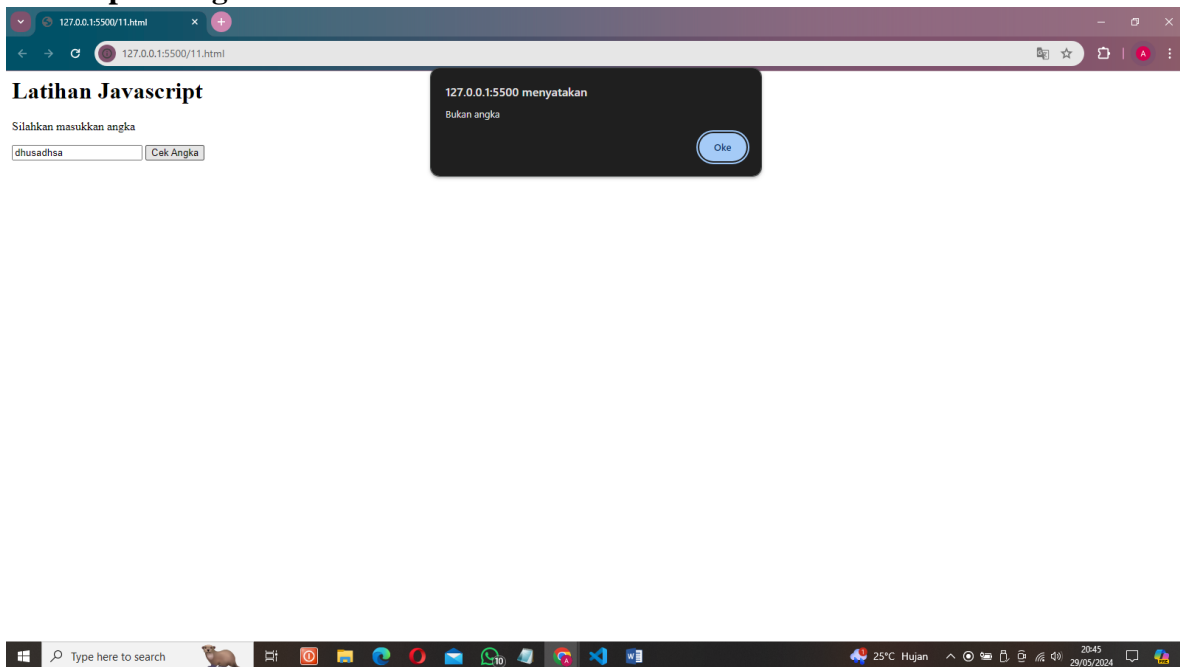 127.0.0.1:5500/11.html
127.0.0.1:5500/11.html
A
Latihan Javascript
Silahkan masukkan angka
dhusadhsa
Cek Angka
127.0.0.1:5500 menyatakan
Bukan angka
Oke
Type here to search
10
W
25°C Hujan
20:45
29/05/2024